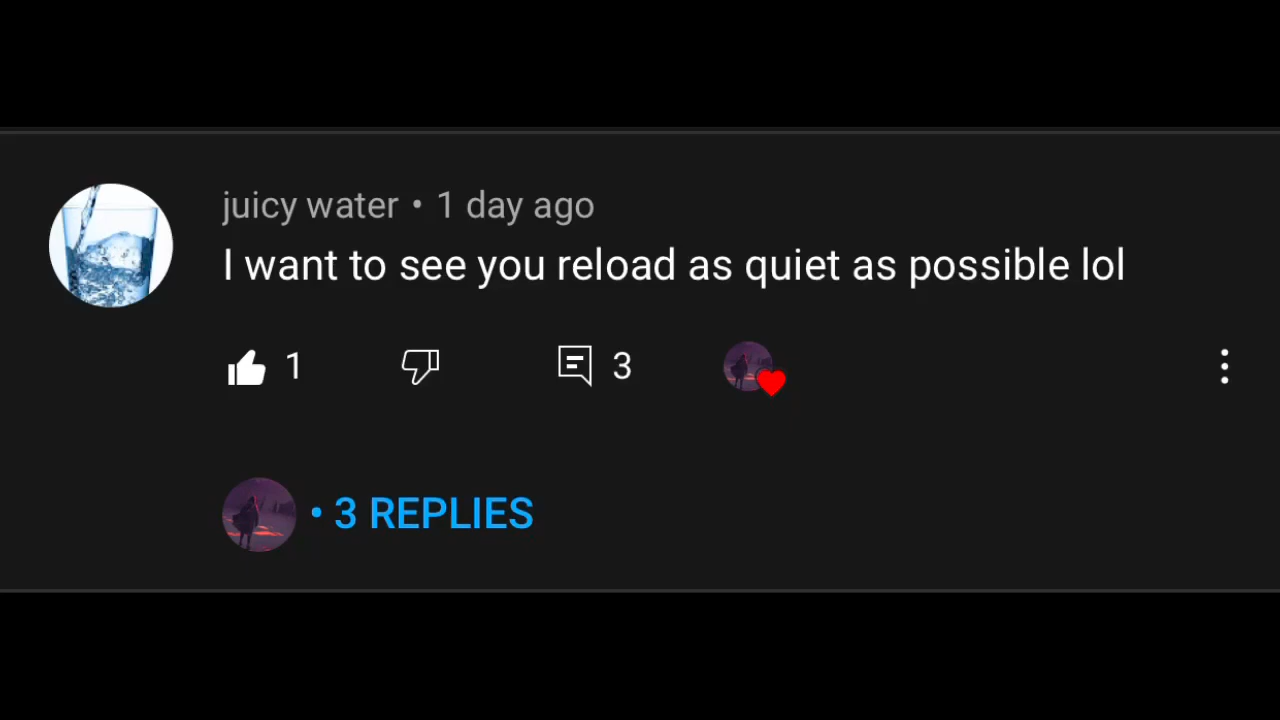 juicy water • 1 day ago
I want to see you reload as quiet as possible lol
1 3
• 3 REPLIES